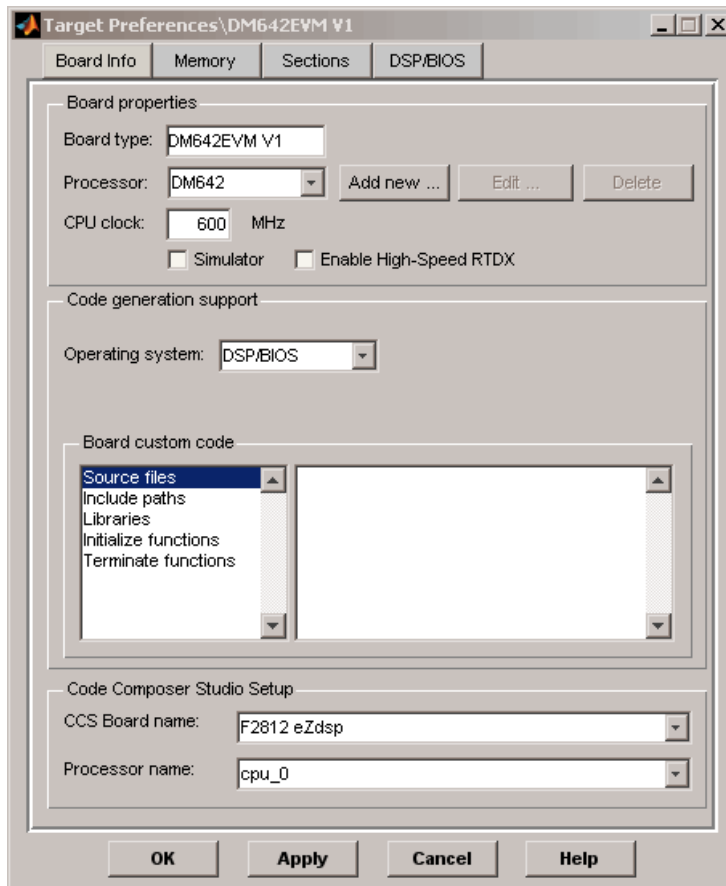 Target Preferences\DM642EVM V1
Board Info Memory Sections DSP/BIOS
Board properties
Board type: DM642EVM V1
Processor: DM642 Add new ... Edit ... Delete
CPU clock: 600 MHz
Simulator Enable High-Speed RTDX
Code generation support
Operating system: DSP/BIOS
Board custom code
Source files
Include paths
Libraries
Initialize functions
Terminate functions
Code Composer Studio Setup
CCS Board name: F2812 eZdsp
Processor name: cpu_0
OK Apply Cancel Help